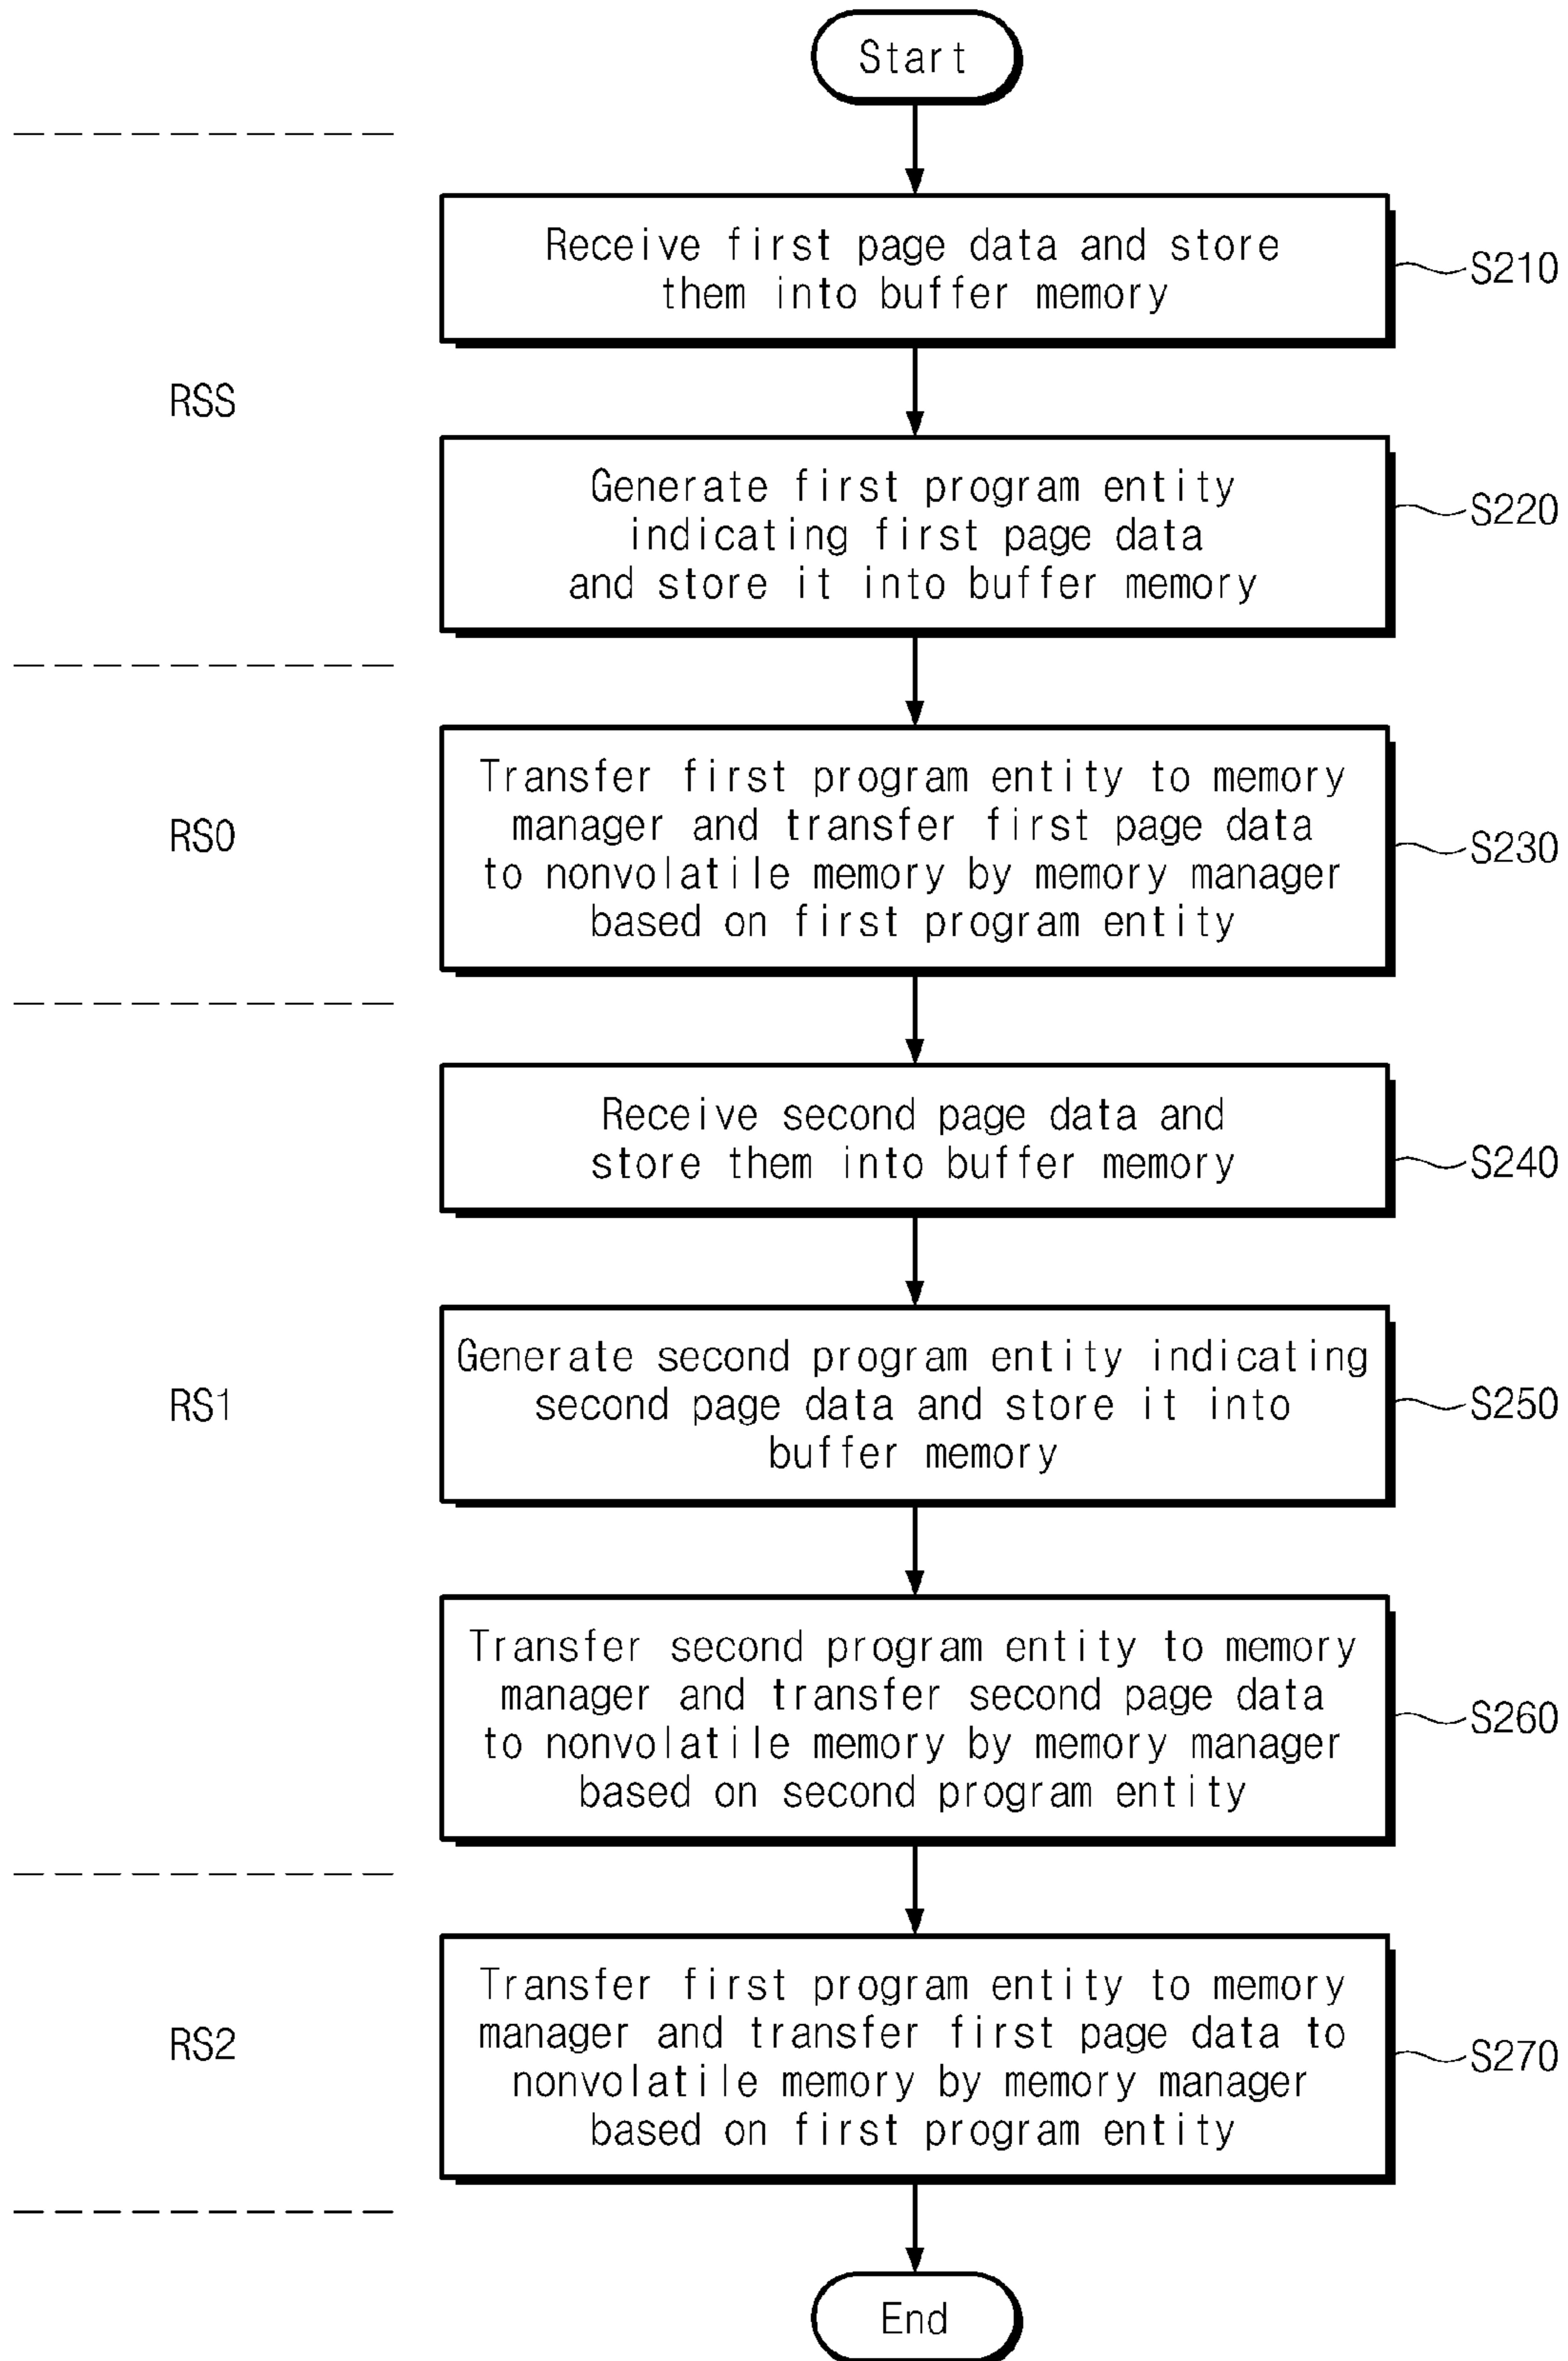 Start
Receive first page data and store
them into buffer memory
S210
RSS
Generate first program entity
indicating first page data
and store it into buffer memory
S220
Transfer first program entity to memory
manager and transfer first page data
to nonvolatile memory by memory manager
based on first program entity
RS0
S230
Receive second page data and
store them into buffer memory
S240
Generate second program entity indicating
second page data and store it into
buffer memory
RS1
S250
Transfer second program entity to memory
manager and transfer second page data
to nonvolatile memory by memory manager
based on second program entity
S260
Transfer first program entity to memory
manager and transfer first page data to
nonvolatile memory by memory manager
based on first program entity
RS2
S270
End